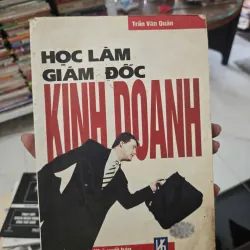 Trần Văn Quân
HỌC LÀM
GIÁM ĐỐC
KINH DOANH